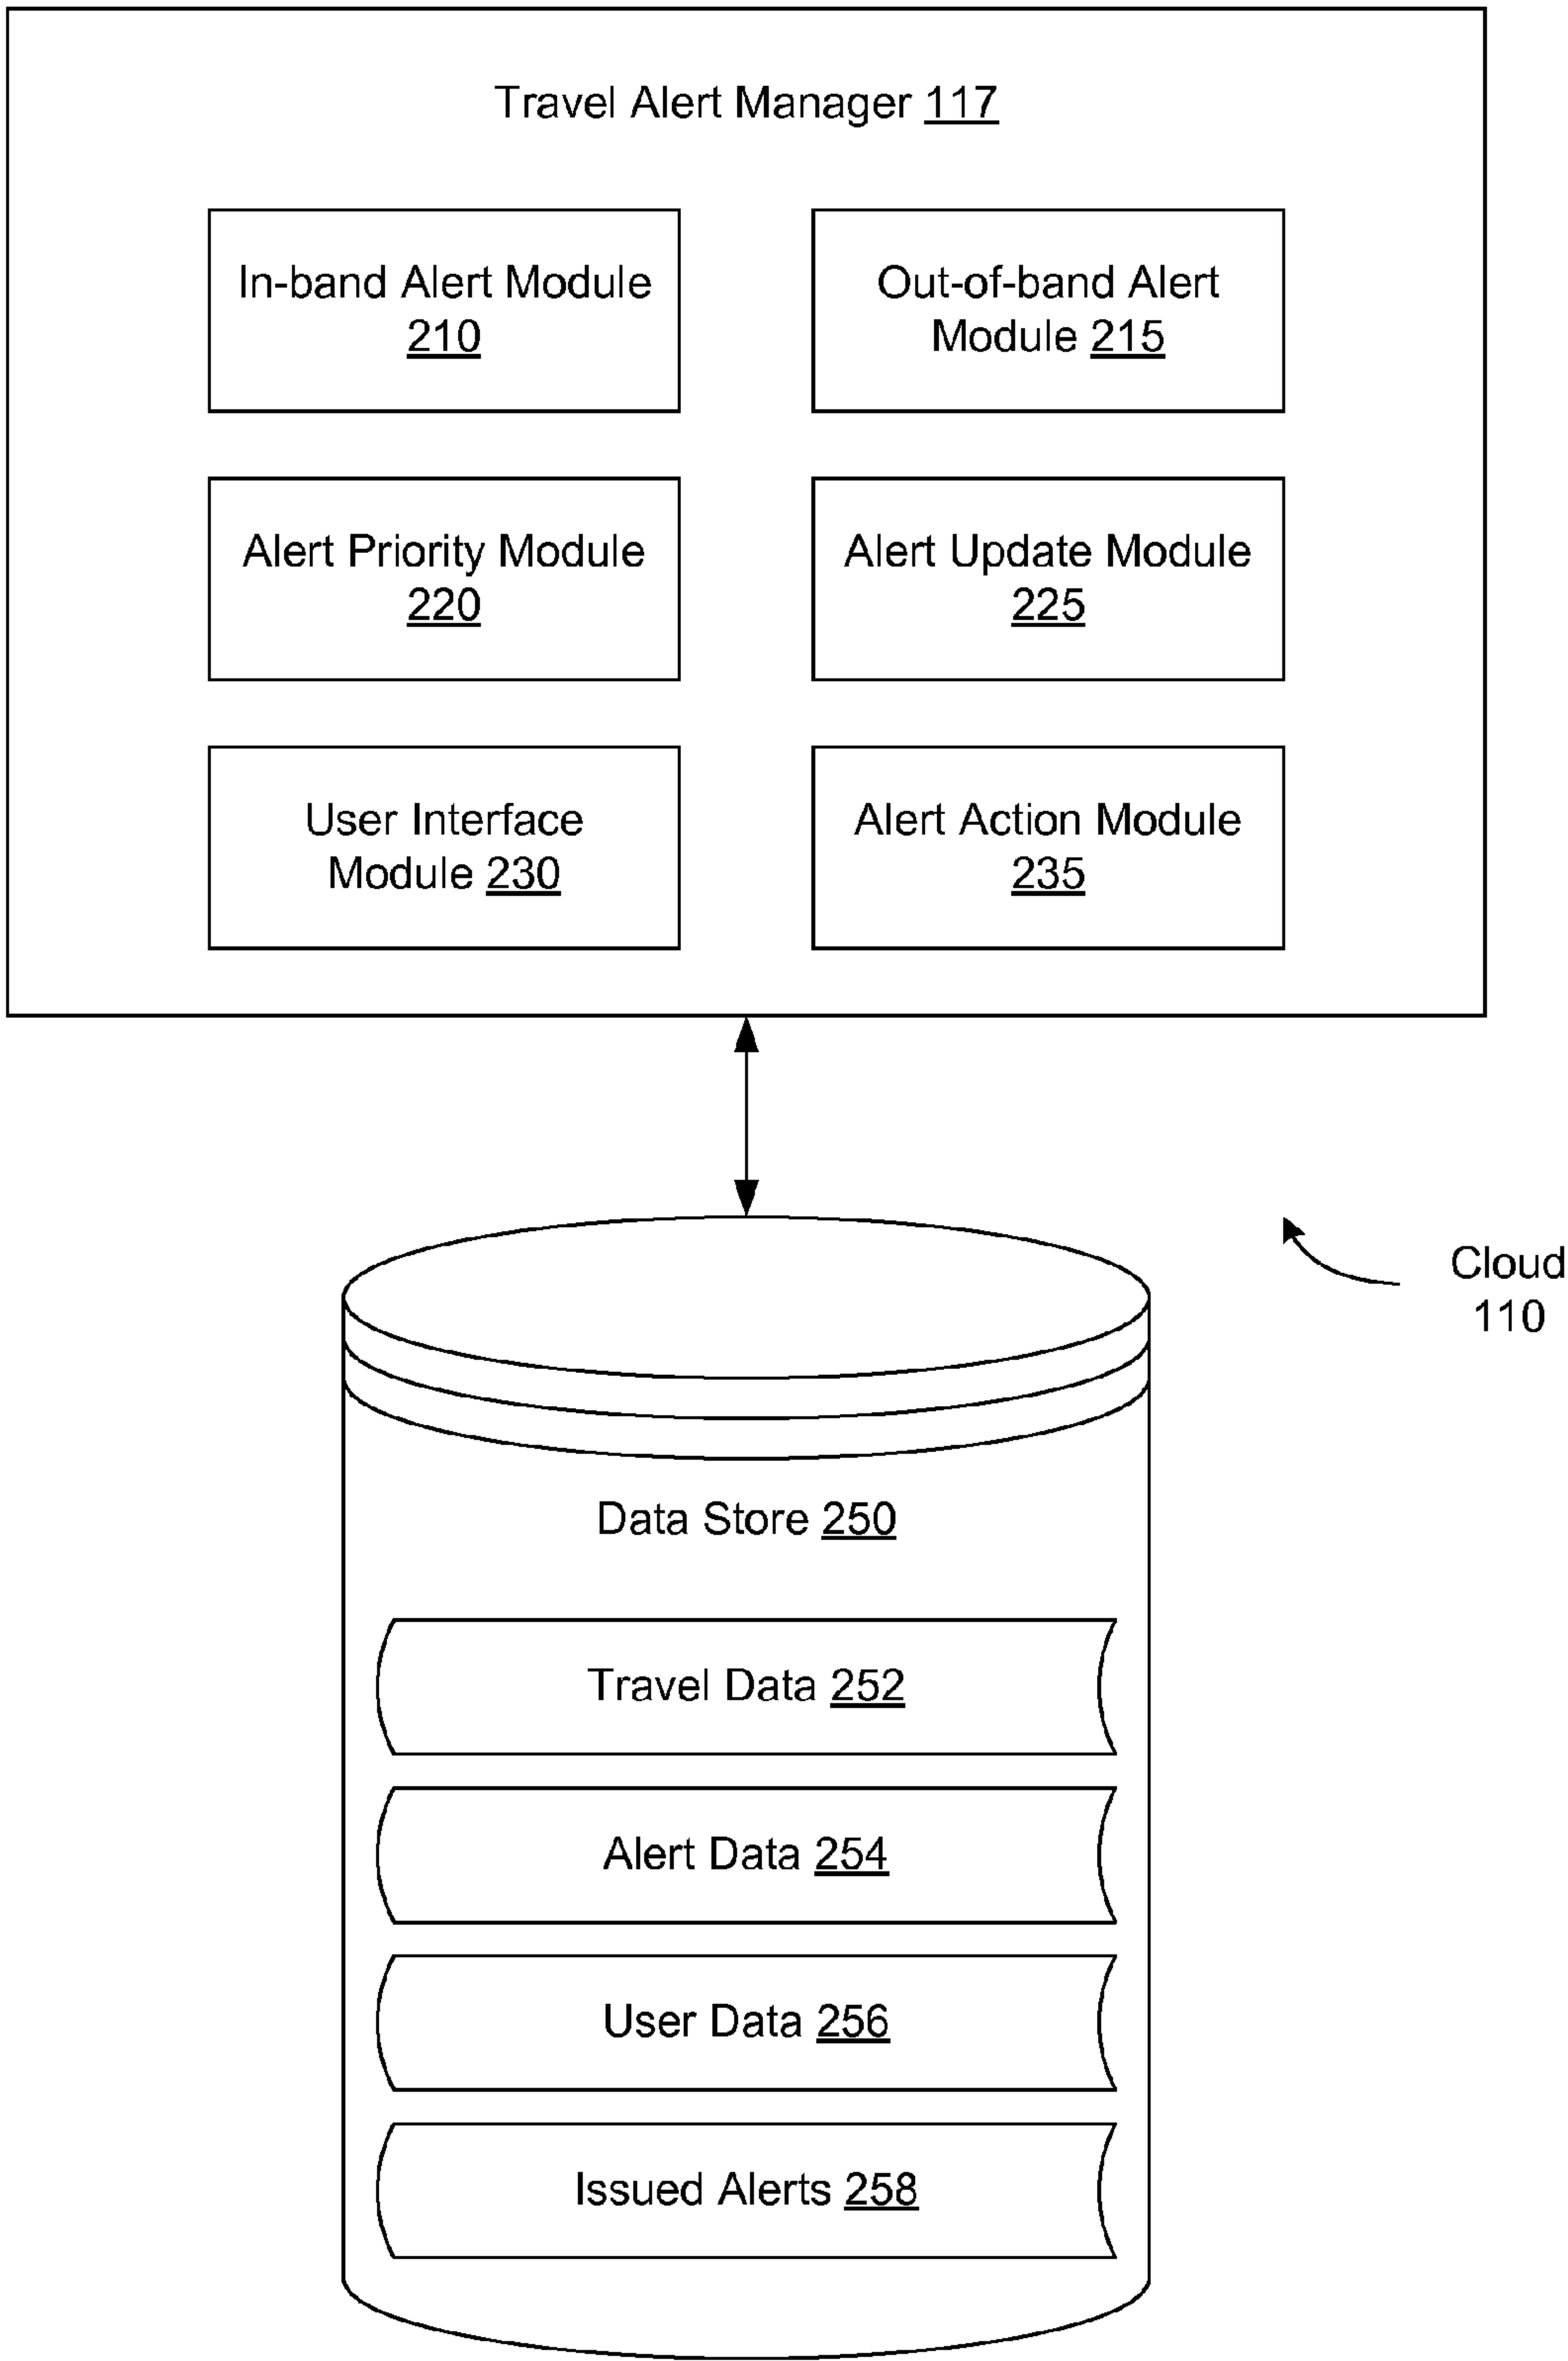 Travel Alert Manager 117
In-band Alert Module
210
Out-of-band Alert
Module 215
Alert Priority Module
220
Alert Update Module
225
User Interface
Module 230
Alert Action Module
235
Cloud
110
Data Store 250
Travel Data 252
Alert Data 254
User Data 256
Issued Alerts 258